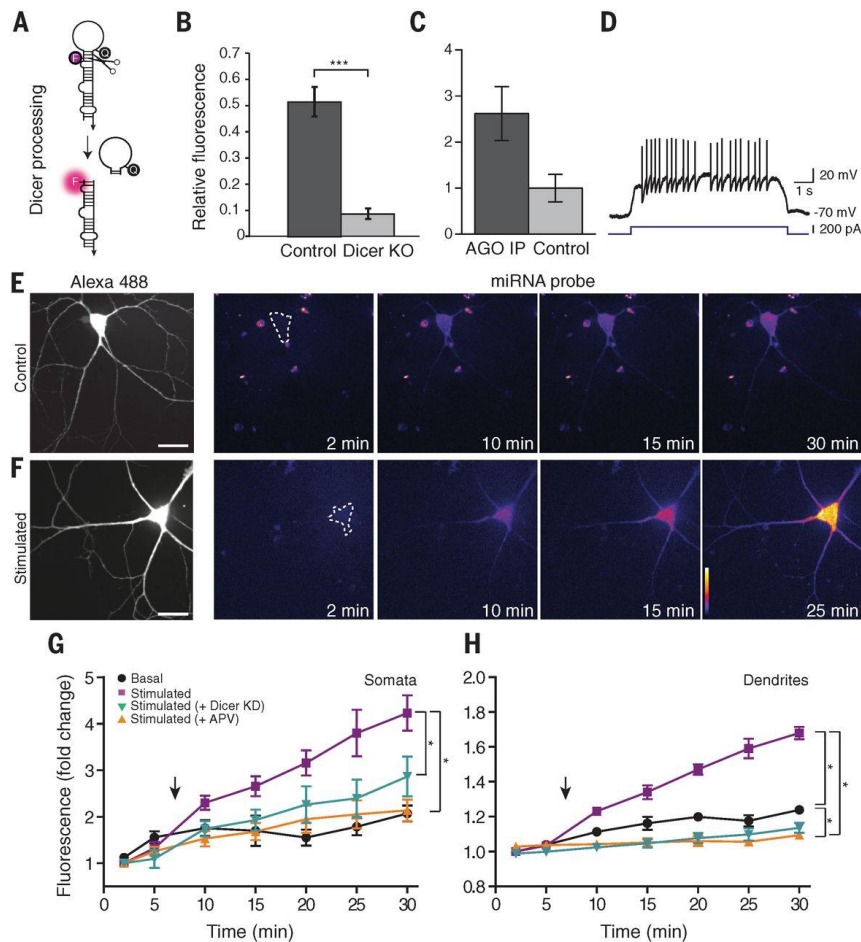 A
B
C
D
Dicer processing
F
Q
F
Q
Relative fluorescence
0.7
0.6
0.5
0.4
0.3
0.2
0.1
0
***
Control Dicer KO
4
3
2
1
0
AGO IP Control
20 mV
1 s
-70 mV
200 pA
E
Alexa 488
miRNA probe
Control
2 min
10 min
15 min
30 min
F
Stimulated
2 min
10 min
15 min
25 min
G
Basal
Stimulated
Stimulated (+ Dicer KD)
Stimulated (+ APV)
Somata
Fluorescence (fold change)
5
4
3
2
1
*
*
0 5 10 15 20 25 30
Time (min)
H
Dendrites
2.0
1.8
1.6
1.4
1.2
1.0
0.8
*
*
*
0 5 10 15 20 25 30
Time (min)